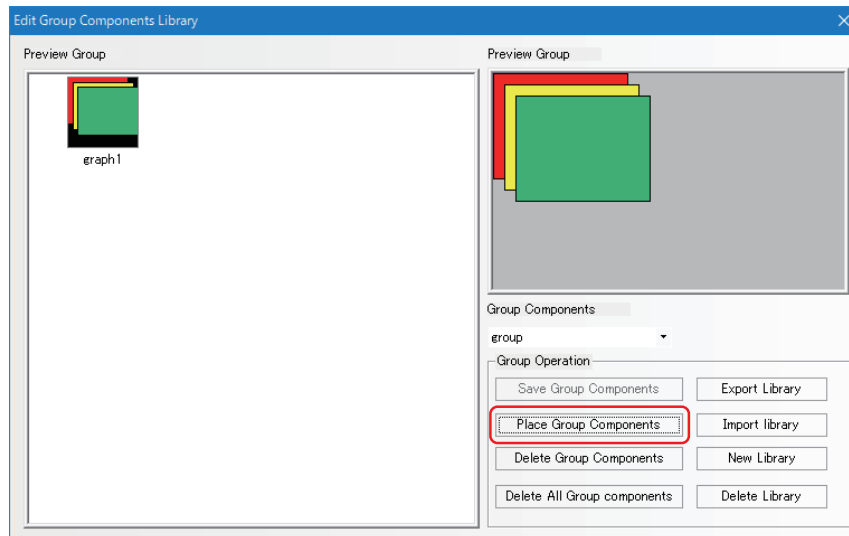 Edit Group Components Library
Preview Group
graph1
Preview Group
Group Components
group
Group Operation
Save Group Components
Export Library
Place Group Components
Import library
Delete Group Components
New Library
Delete All Group components
Delete Library